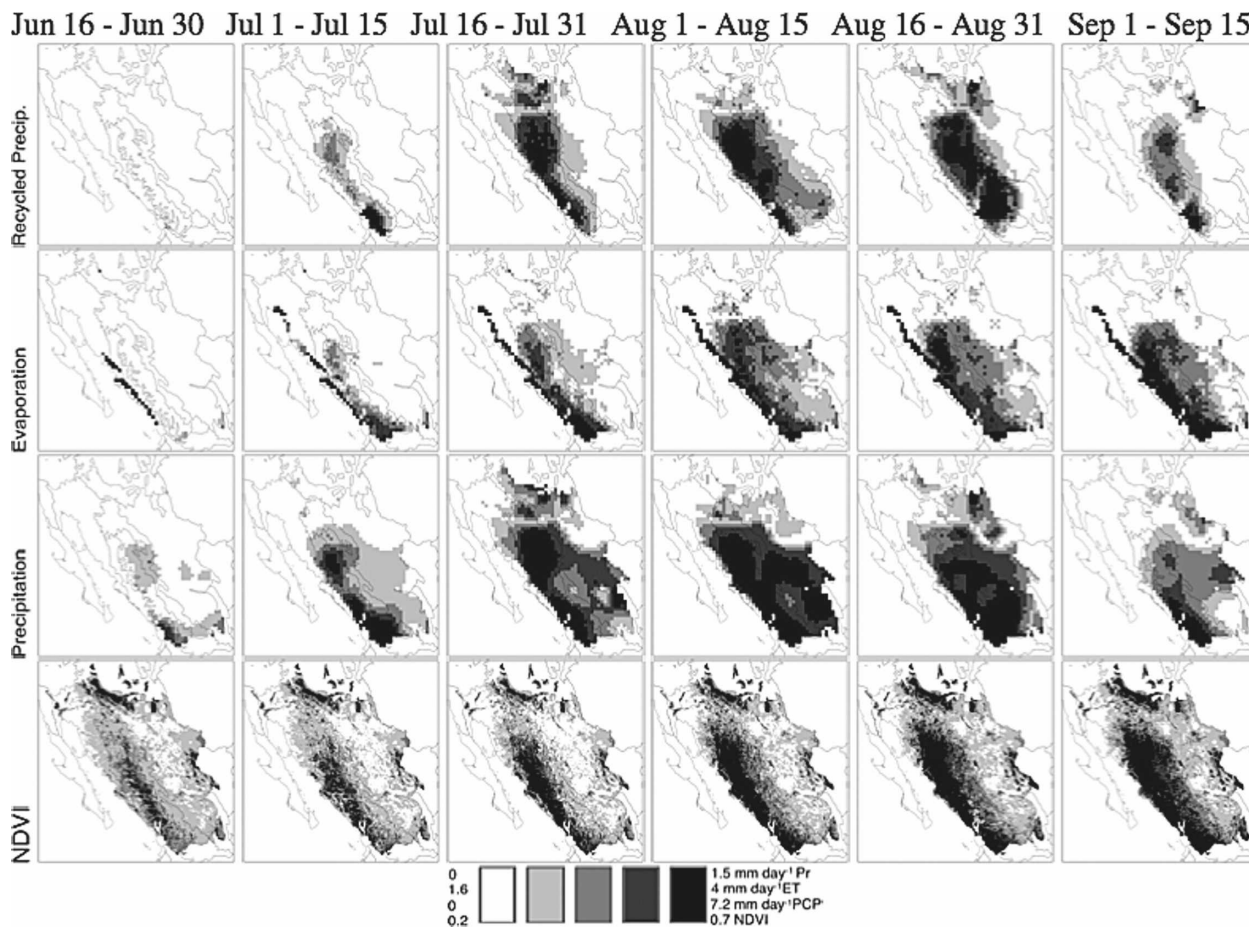 Jun 16 - Jun 30 Jul 1 - Jul 15 Jul 16 - Jul 31 Aug 1 - Aug 15 Aug 16 - Aug 31 Sep 1 - Sep 15
Recycled Precip.
Evaporation
Precipitation
NDVI
0 1.5 mm day-1 Pr
1.6 4 mm day-1 ET
0 7.2 mm day-1 PCP
0.2 0.7 NDVI